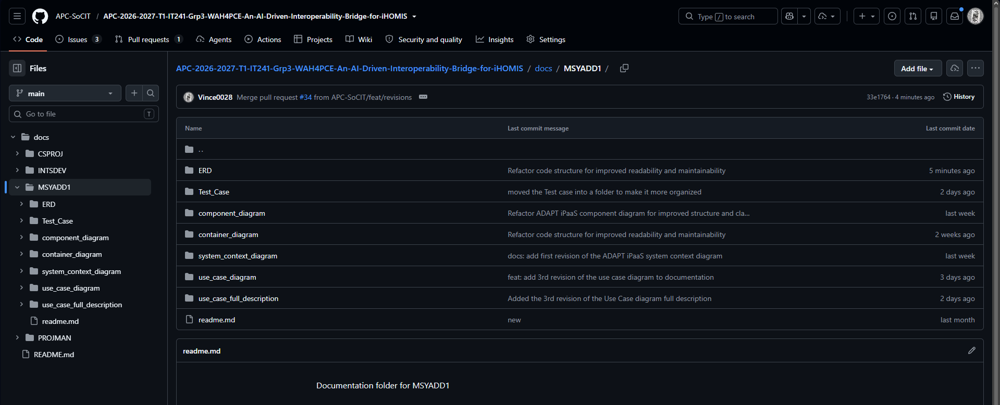 APC-SoCIT / APC-2026-2027-T1-IT241-Grp3-WAH4PCE-An-AI-Driven-Interoperability-Bridge-for-iHOMIS
Type / to search
Code
Issues 3
Pull requests 1
Agents
Actions
Projects
Wiki
Security and quality
Insights
Settings
Files
main
Go to file
T
docs
CSPROJ
INTSDEV
MSYADD1
ERD
Test_Case
component_diagram
container_diagram
system_context_diagram
use_case_diagram
use_case_full_description
readme.md
PROJMAN
README.md
APC-2026-2027-T1-IT241-Grp3-WAH4PCE-An-AI-Driven-Interoperability-Bridge-for-iHOMIS / docs / MSYADD1 /
Add file
Vince0028 Merge pull request #34 from APC-SoCIT/feat/revisions
33e1764 · 4 minutes ago
History
Name Last commit message Last commit date
..
ERD Refactor code structure for improved readability and maintainability 5 minutes ago
Test_Case moved the Test case into a folder to make it more organized 2 days ago
component_diagram Refactor ADAPT iPaaS component diagram for improved structure and cla... last week
container_diagram Refactor code structure for improved readability and maintainability 2 weeks ago
system_context_diagram docs: add first revision of the ADAPT iPaaS system context diagram last week
use_case_diagram feat: add 3rd revision of the use case diagram to documentation 3 days ago
use_case_full_description Added the 3rd revision of the Use Case diagram full description 2 days ago
readme.md new last month
readme.md
Documentation folder for MSYADD1